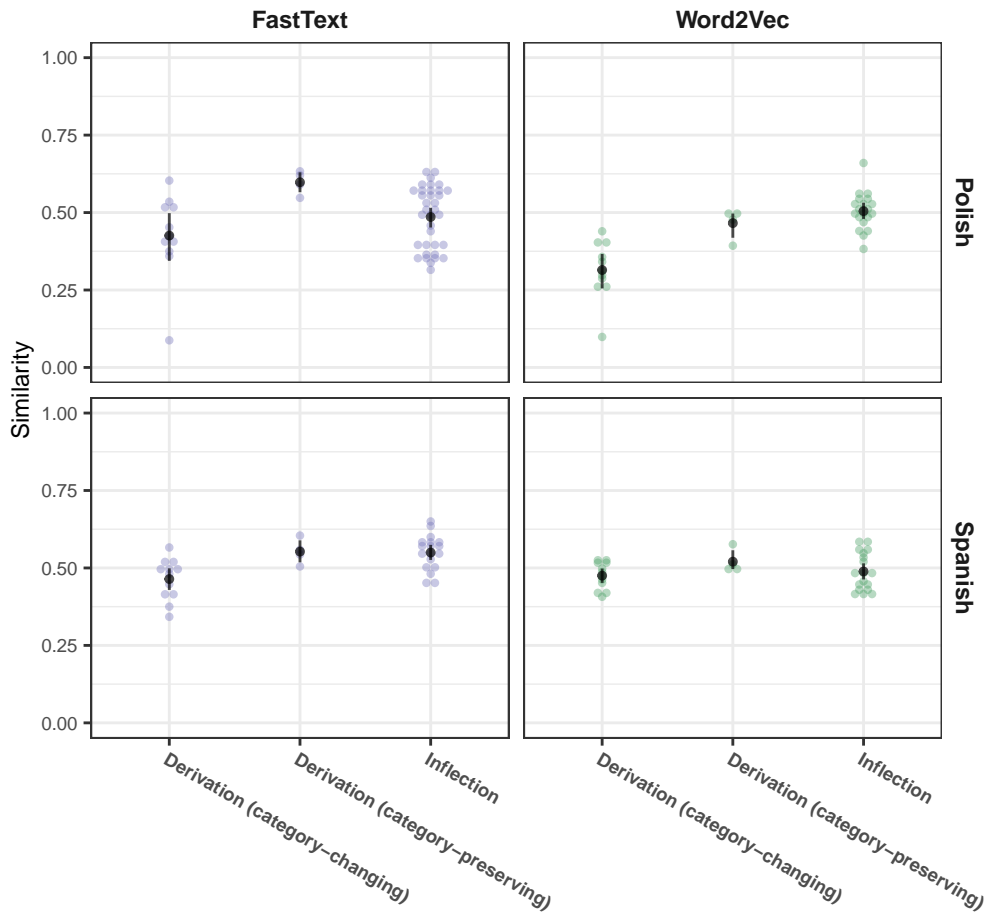 FastText
Word2Vec
1.00
0.75
0.50
0.25
0.00
Polish
Similarity
1.00
0.75
0.50
0.25
0.00
Spanish
Derivation (category−changing)
Derivation (category−preserving)
Inflection
Derivation (category−changing)
Derivation (category−preserving)
Inflection